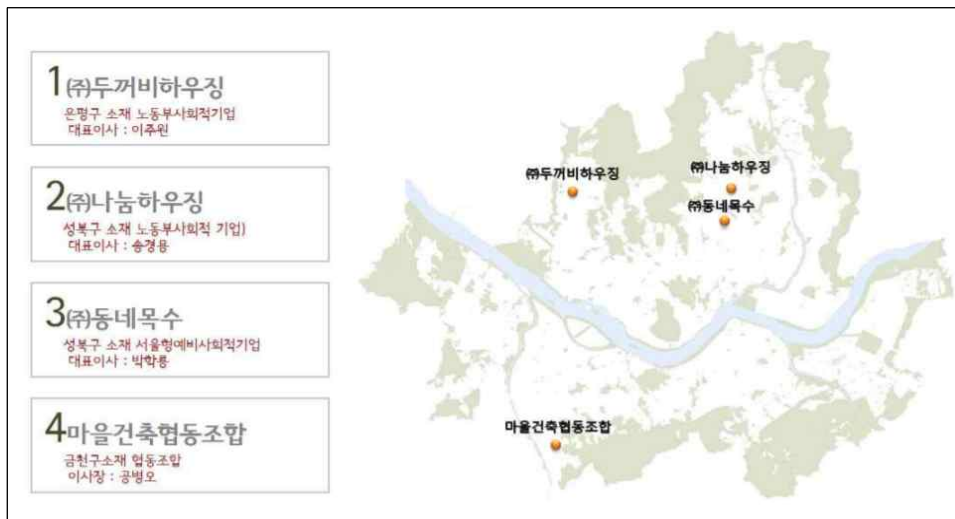 1㈜두꺼비하우징
은평구 소재 노동부사회적기업
대표이사 : 이주원
2㈜나눔하우징
성북구 소재 노동부사회적 기업)
대표이사 : 송경용
3㈜동네목수
성북구 소재 서울형예비사회적기업
대표이사 : 박학룡
4마을건축협동조합
금천구소재 협동조합
이사장 : 공병오
㈜두꺼비하우징
㈜나눔하우징
㈜동네목수
마을건축협동조합